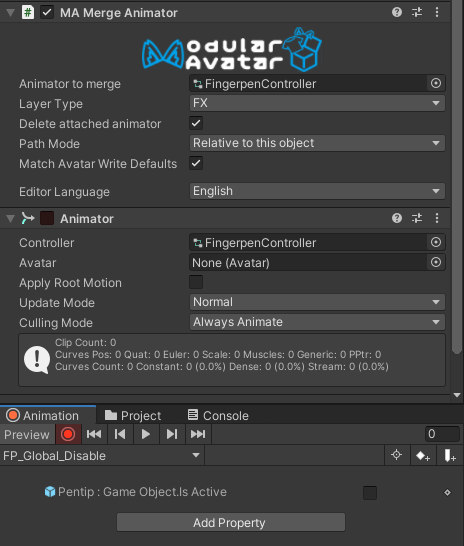 MA Merge Animator
Modular
Avatar
Animator to merge
FingerpenController
Layer Type
FX
Delete attached animator
Path Mode
Relative to this object
Match Avatar Write Defaults
Editor Language
English
Animator
Controller
FingerpenController
Avatar
None (Avatar)
Apply Root Motion
Update Mode
Normal
Culling Mode
Always Animate
Clip Count: 0
Curves Pos: 0 Quat: 0 Euler: 0 Scale: 0 Muscles: 0 Generic: 0 PPtr: 0
Curves Count: 0 Constant: 0 (0.0%) Dense: 0 (0.0%) Stream: 0 (0.0%)
Animation
Project
Console
Preview
0
FP_Global_Disable
Pentip : Game Object.Is Active
Add Property